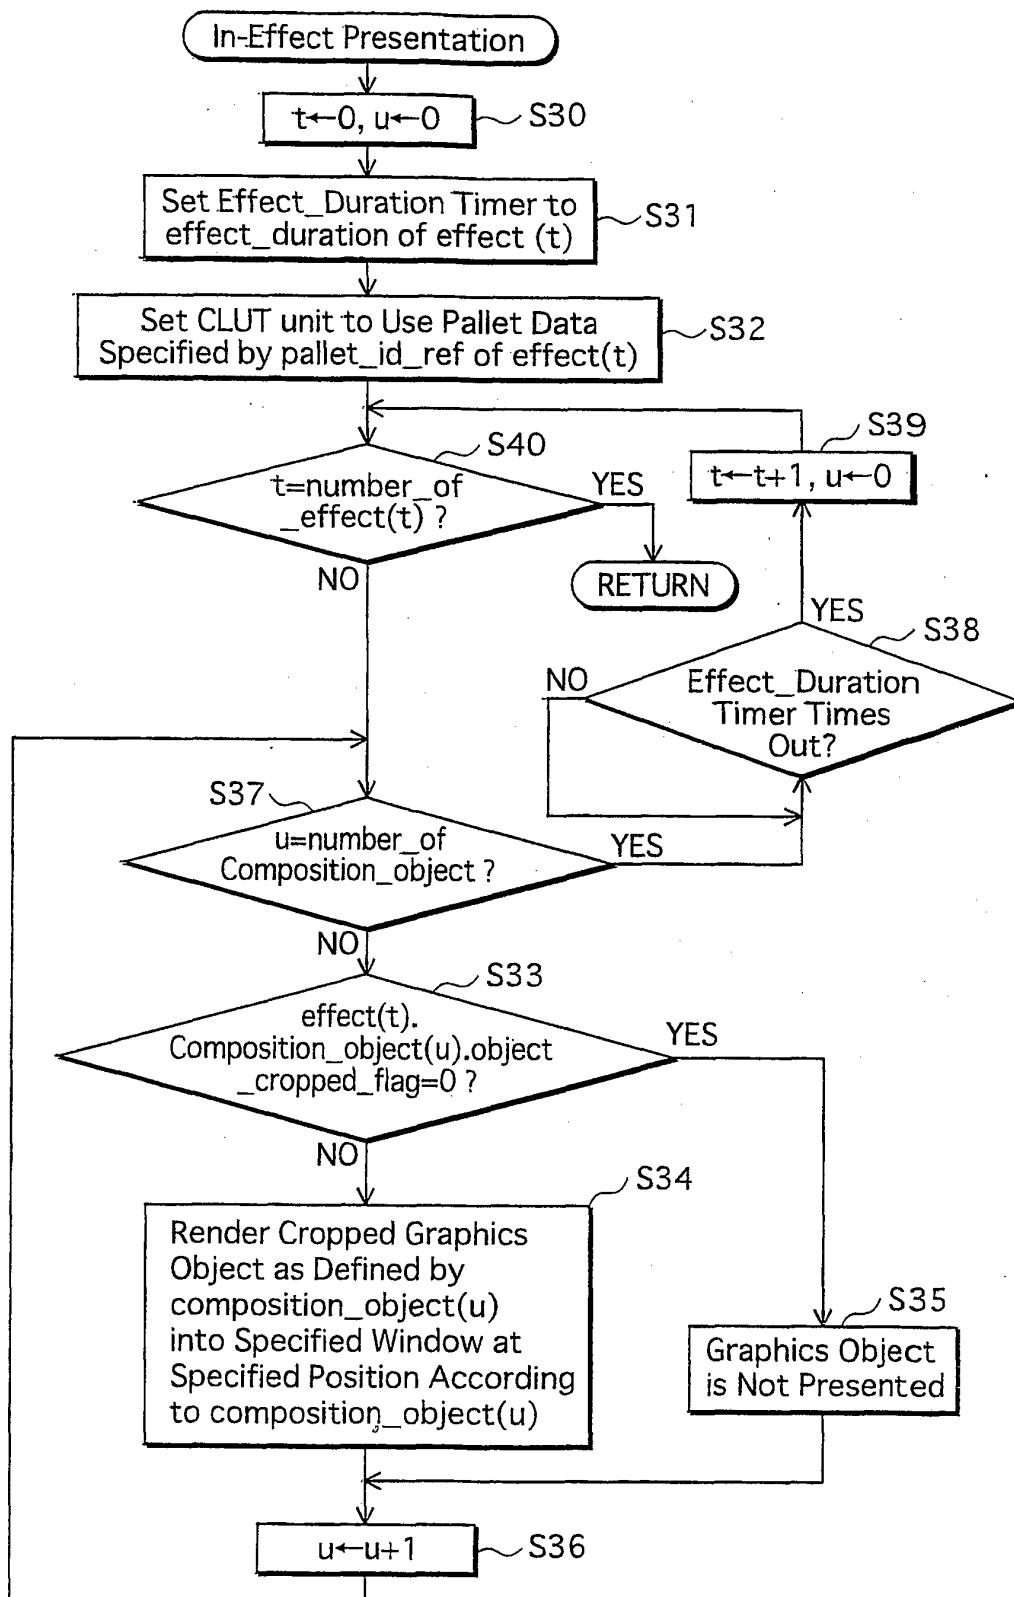 In-Effect Presentation
t←0, u←0
S30
Set Effect_Duration Timer to
effect_duration of effect (t)
S31
Set CLUT unit to Use Pallet Data
Specified by pallet_id_ref of effect(t)
S32
S39
t←t+1, u←0
S40
t=number_of
_effect(t) ?
YES
NO
RETURN
YES
S38
NO
Effect_Duration
Timer Times
Out?
S37
u=number_of
Composition_object ?
YES
NO
S33
effect(t).
Composition_object(u).object
_cropped_flag=0 ?
YES
NO
S34
Render Cropped Graphics
Object as Defined by
composition_object(u)
into Specified Window at
Specified Position According
to composition_object(u)
S35
Graphics Object
is Not Presented
u←u+1
S36